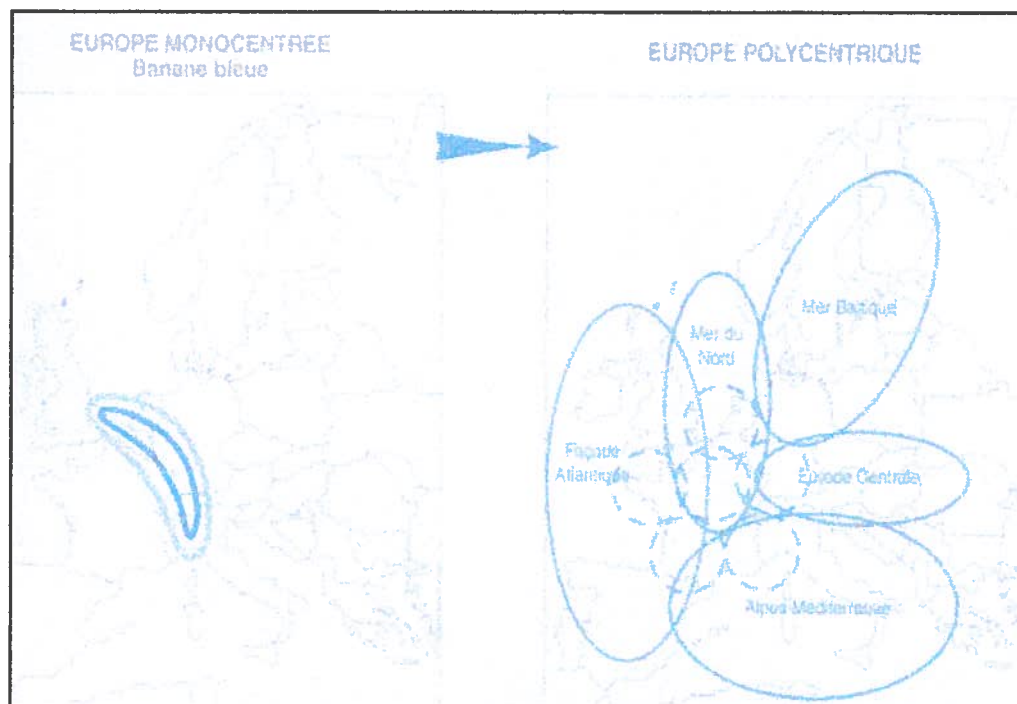 EUROPE MONOCENTREE
Banane bleue
EUROPE POLYCENTRIQUE
Mer Baltique
Mer du
Nord
Façade
Atlantique
Europe Centrale
Alpes Méditerranée